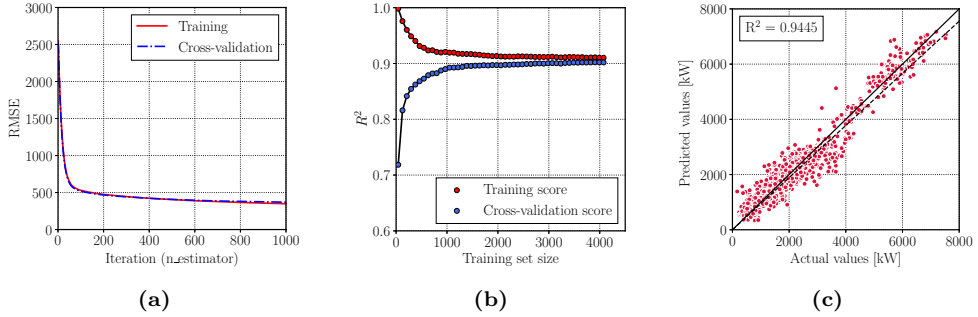 3000
2500
2000
1500
1000
500
0
RMSE
0 200 400 600 800 1000
Iteration (n_estimator)
Training
Cross-validation
(a)
1.0
0.9
0.8
0.7
0.6
R²
0 1000 2000 3000 4000
Training set size
Training score
Cross-validation score
(b)
8000
6000
4000
2000
0
Predicted values [kW]
R² = 0.9445
0 2000 4000 6000 8000
Actual values [kW]
(c)